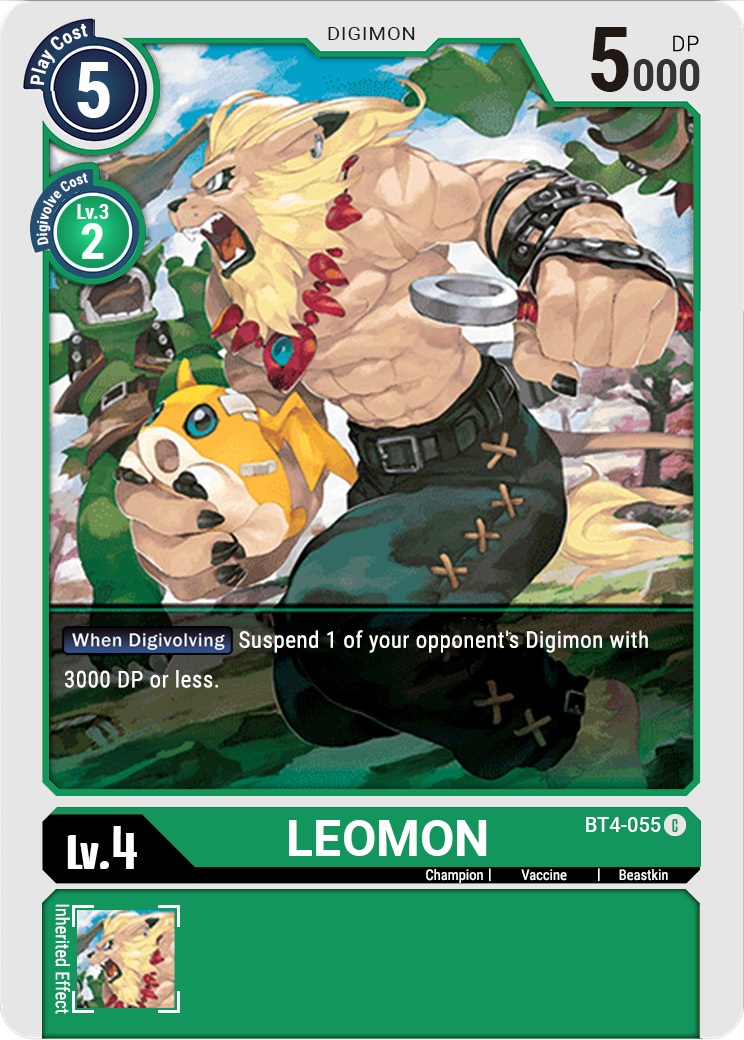 Play Cost
5
DIGIMON
DP
5000
Digivolve Cost
Lv.3
2
When Digivolving Suspend 1 of your opponent's Digimon with
3000 DP or less.
Lv.4
LEOMON
BT4-055 C
Champion | Vaccine | Beastkin
Inherited Effect